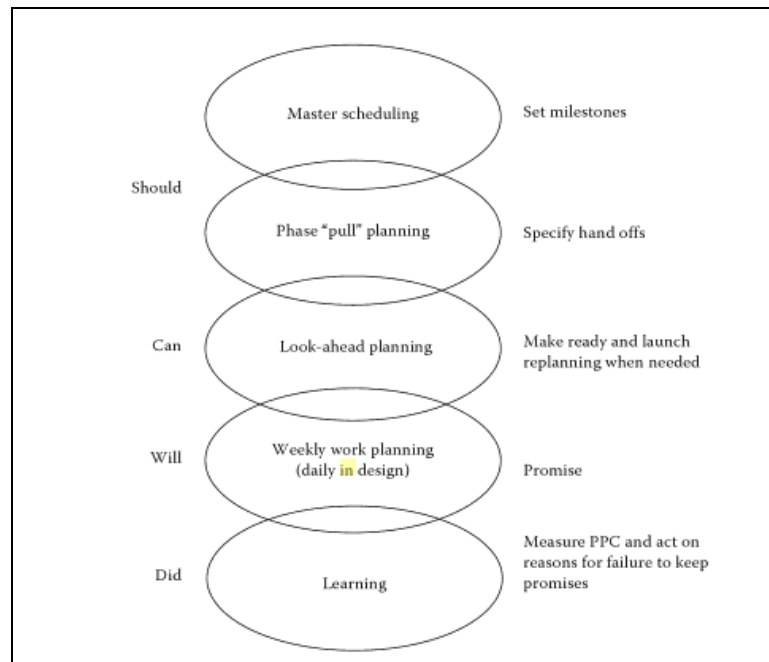 Master scheduling
Set milestones
Should
Phase “pull” planning
Specify hand offs
Can
Look-ahead planning
Make ready and launch
replanning when needed
Will
Weekly work planning
(daily in design)
Promise
Did
Learning
Measure PPC and act on
reasons for failure to keep
promises